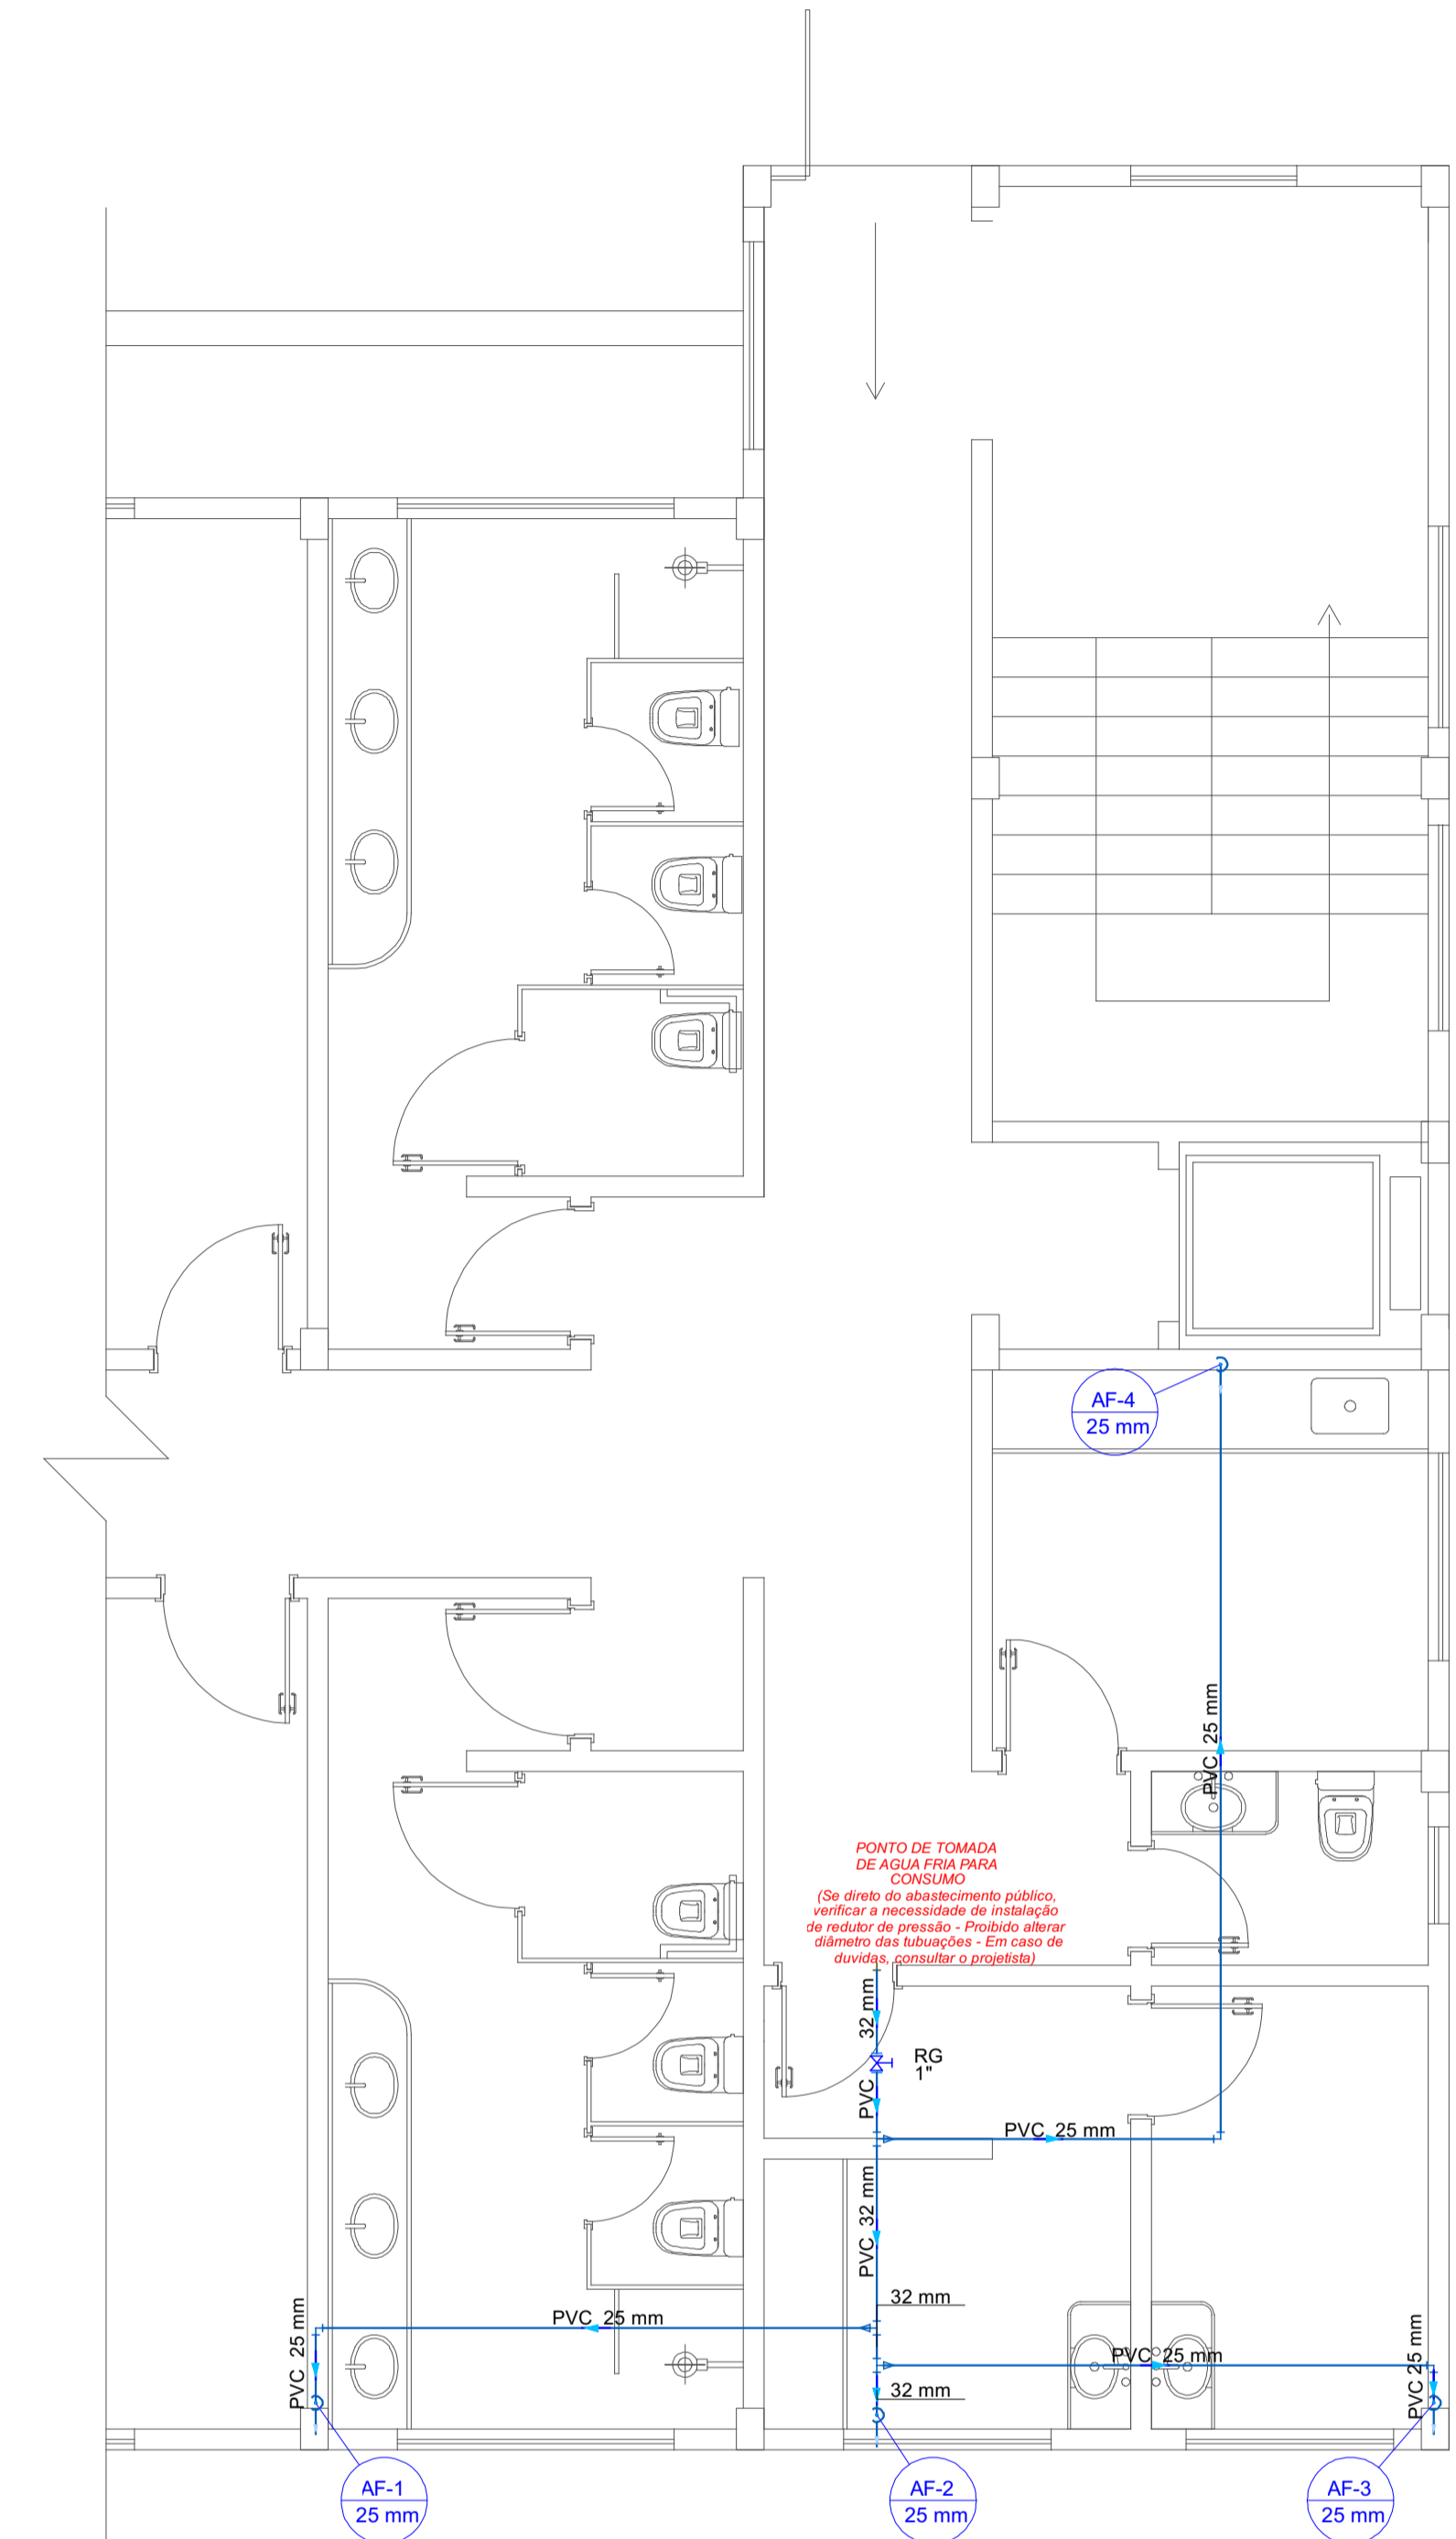 AF-4
25 mm
PVC  25 mm
PONTO DE TOMADA
DE AGUA FRIA PARA
CONSUMO
(Se direto do abastecimento público,
verificar a necessidade de instalação
de redutor de pressão - Proibido alterar
diâmetro das tubuações - Em caso de
duvidas, consultar o projetista)
PVC  32 mm
RG
1"
PVC  25 mm
PVC  32 mm
32 mm
PVC  25 mm
PVC  25 mm
PVC  25 mm
32 mm
PVC 25 mm
AF-1
25 mm
AF-2
25 mm
AF-3
25 mm